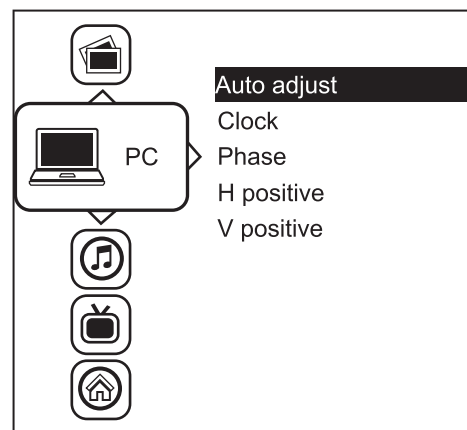 Auto adjust
Clock
PC
Phase
H positive
V positive